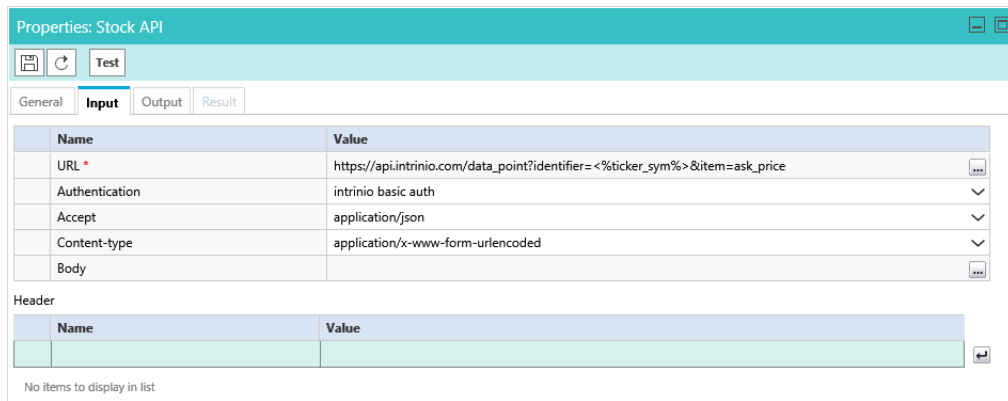 Properties: Stock API
Test
General Input Output Result
Name Value
URL * https://api.intrinio.com/data_point?identifier=<%ticker_sym%>&item=ask_price ...
Authentication intrinio basic auth
Accept application/json
Content-type application/x-www-form-urlencoded
Body ...
Header
Name Value
No items to display in list